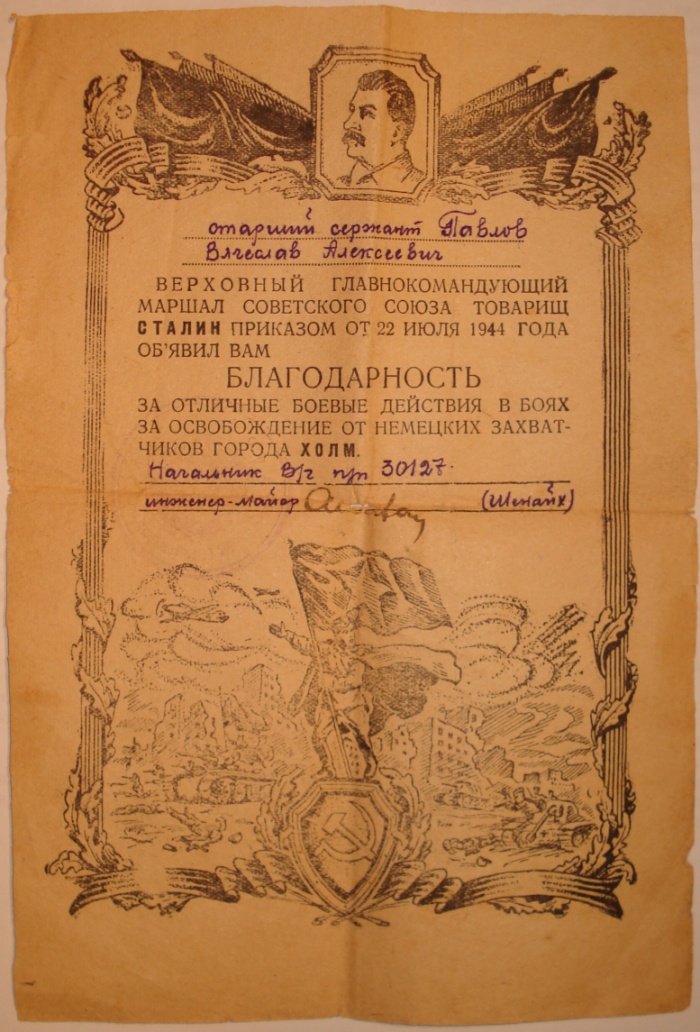 старший сержант Павлов
Вячеслав Алексеевич
ВЕРХОВНЫЙ ГЛАВНОКОМАНДУЮЩИЙ
МАРШАЛ СОВЕТСКОГО СОЮЗА ТОВАРИЩ
СТАЛИН ПРИКАЗОМ ОТ 22 ИЮЛЯ 1944 ГОДА
ОБ'ЯВИЛ ВАМ
БЛАГОДАРНОСТЬ
ЗА ОТЛИЧНЫЕ БОЕВЫЕ ДЕЙСТВИЯ В БОЯХ
ЗА ОСВОБОЖДЕНИЕ ОТ НЕМЕЦКИХ ЗАХВАТ-
ЧИКОВ ГОРОДА ХОЛМ.
Начальник В/ч п/п 30127.
инженер-майор (Шенайх)